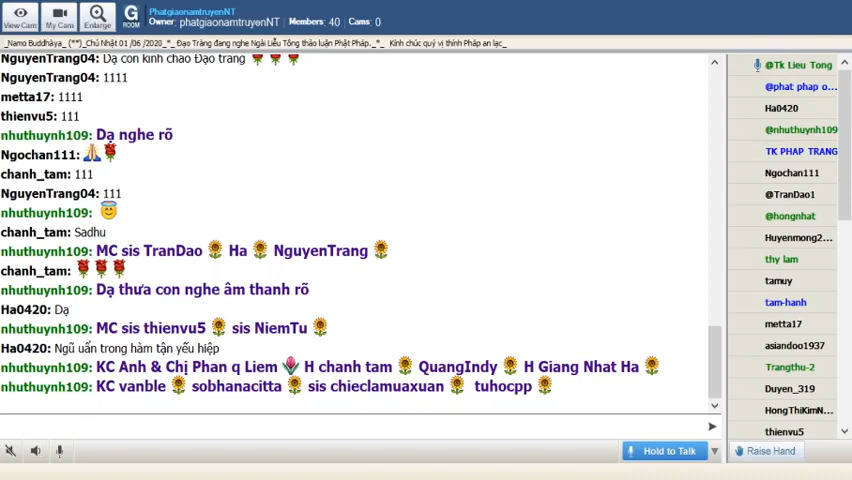 View Cam
My Cam
Enlarge
G
ROOM
PhatgiaonamtruyenNT
Owner: phatgiaonamtruyenNT | Members: 40 | Cams: 0
_Namo Buddhàya_ (**)_Chủ Nhật 01 /06 /2020_*_ Đạo Tràng đang nghe Ngài Liễu Tông thảo luận Phật Pháp._*_ Kính chúc quý vị thính Pháp an lạc_
NguyenTrang04: Dạ con kính chào Đạo tràng
NguyenTrang04: 1111
metta17: 1111
thienvu5: 111
nhuthuynh109: Dạ nghe rõ
Ngochan111:
chanh_tam: 111
NguyenTrang04: 111
nhuthuynh109:
chanh_tam: Sadhu
nhuthuynh109: MC sis TranDao Ha NguyenTrang
chanh_tam:
nhuthuynh109: Dạ thưa con nghe âm thanh rõ
Ha0420: Dạ
nhuthuynh109: MC sis thienvu5 sis NiemTu
Ha0420: Ngũ uẩn trong hàm tận yếu hiệp
nhuthuynh109: KC Anh & Chị Phan q Liem H chanh tam QuangIndy H Giang Nhat Ha
nhuthuynh109: KC vanble sobhanacitta sis chieclamuaxuan tuhocpp
Hold to Talk
@Tk Lieu Tong
@phat phap o...
Ha0420
@nhuthuynh109
TK PHAP TRANG
Ngochan111
@TranDao1
@hongnhat
Huyenmong2...
thy lam
tamuy
tam-hanh
metta17
asiandoo1937
Trangthu-2
Duyen_319
HongThiKimN...
thienvu5
Raise Hand